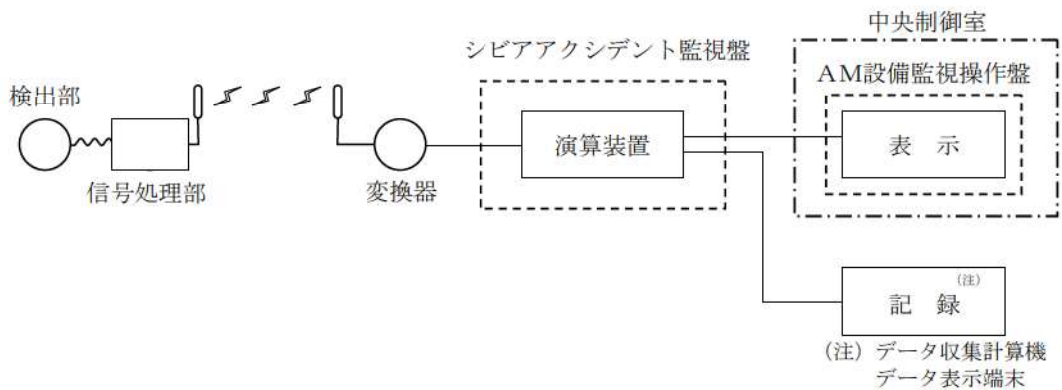 中央制御室
シビアアクシデント監視盤
AM設備監視操作盤
検出部
演算装置
表 示
信号処理部
変換器
(注)
記 録
(注) データ収集計算機
データ表示端末